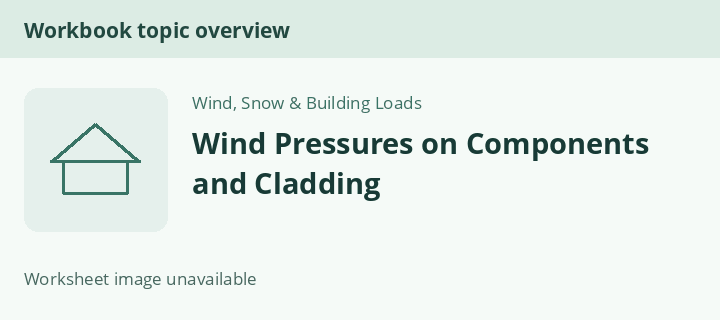 Workbook topic overview
Wind, Snow & Building Loads
Wind Pressures on Components
and Cladding
Worksheet image unavailable